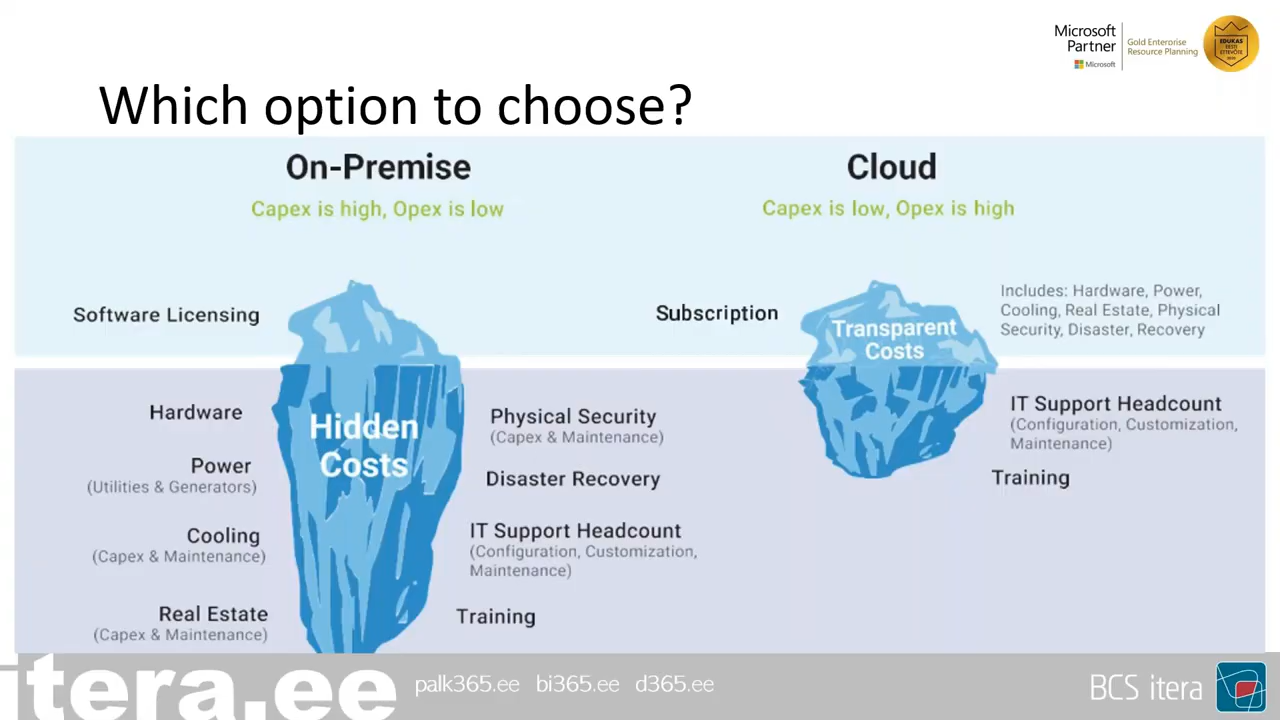 Microsoft
Partner
Microsoft
Gold Enterprise
Resource Planning
EDUKAS
EESTI
ETTEVÕTE
Which option to choose?
On-Premise
Capex is high, Opex is low
Software Licensing
Hardware
Power
(Utilities & Generators)
Cooling
(Capex & Maintenance)
Real Estate
(Capex & Maintenance)
Hidden
Costs
Physical Security
(Capex & Maintenance)
Disaster Recovery
IT Support Headcount
(Configuration, Customization,
Maintenance)
Training
Cloud
Capex is low, Opex is high
Subscription
Transparent
Costs
Includes: Hardware, Power,
Cooling, Real Estate, Physical
Security, Disaster, Recovery
IT Support Headcount
(Configuration, Customization,
Maintenance)
Training
itera.ee
palk365.ee bi365.ee d365.ee
BCS itera